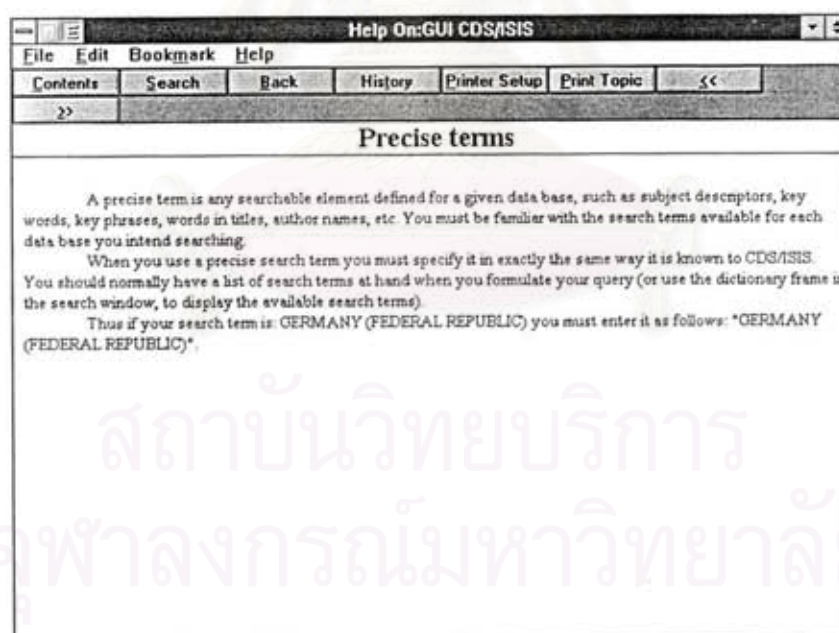 Help On:GUI CDS/ISIS
File Edit Bookmark Help
Contents Search Back History Printer Setup Print Topic <<
>>
Precise terms
A precise term is any searchable element defined for a given data base, such as subject descriptors, key
words, key phrases, words in titles, author names, etc. You must be familiar with the search terms available for each
data base you intend searching.
When you use a precise search term you must specify it in exactly the same way it is known to CDS/ISIS.
You should normally have a list of search terms at hand when you formulate your query (or use the dictionary frame
the search window, to display the available search terms).
Thus if your search term is: GERMANY (FEDERAL REPUBLIC) you must enter it as follows: "GERMANY
(FEDERAL REPUBLIC)".
สถาบันวิทยบริการ
จุฬาลงกรณ์มหาวิทยาลัย